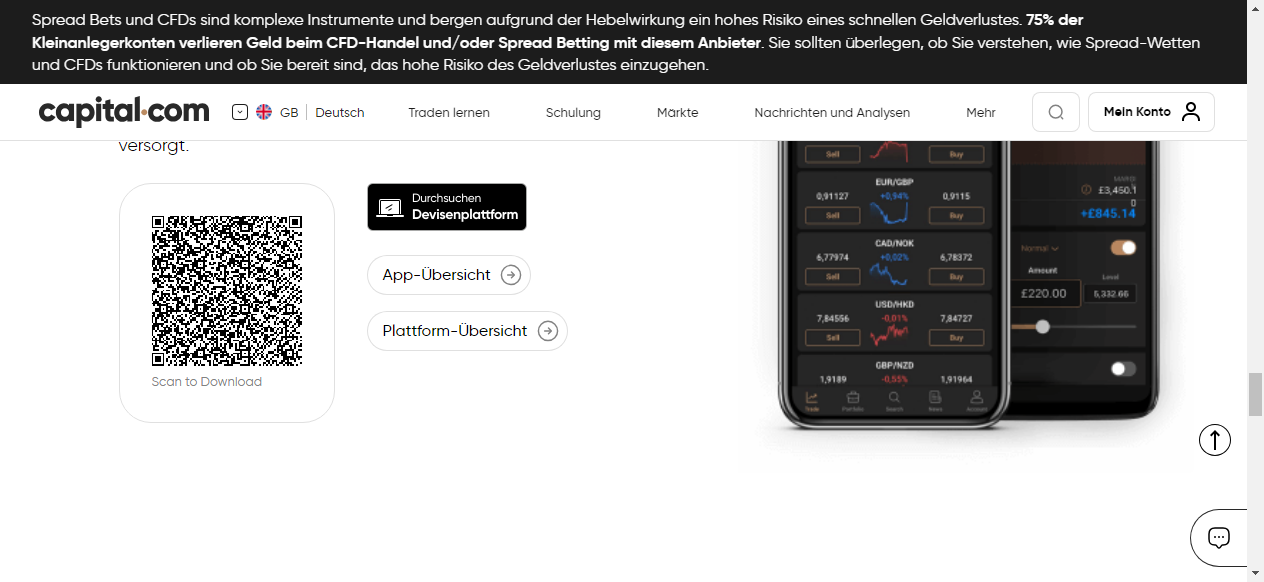 Spread Bets und CFDs sind komplexe Instrumente und bergen aufgrund der Hebelwirkung ein hohes Risiko eines schnellen Geldverlustes. 75% der
Kleinanlegerkonten verlieren Geld beim CFD-Handel und/oder Spread Betting mit diesem Anbieter. Sie sollten überlegen, ob Sie verstehen, wie Spread-Wetten
und CFDs funktionieren und ob Sie bereit sind, das hohe Risiko des Geldverlustes einzugehen.
capital.com GB Deutsch Traden lernen Schulung Märkte Nachrichten und Analysen Mehr Mein Konto
versorgt.
Durchsuchen
Devisenplattform
App-Übersicht
Plattform-Übersicht
Scan to Download
Sell Buy
EUR/GBP
0,91127 +0,94% 0,9115
Sell Buy
CAD/NOK
6,77974 +0,02% 6,78372
Sell Buy
USD/HKD
7,84556 -0,01% 7,84727
Sell Buy
GBP/NZD
1,9189 -0,55% 1,91964
Trade Portfolio Search News Account
£3,450.1
0
+£845.14
Normal
Amount Level
£220.00 5,332.66